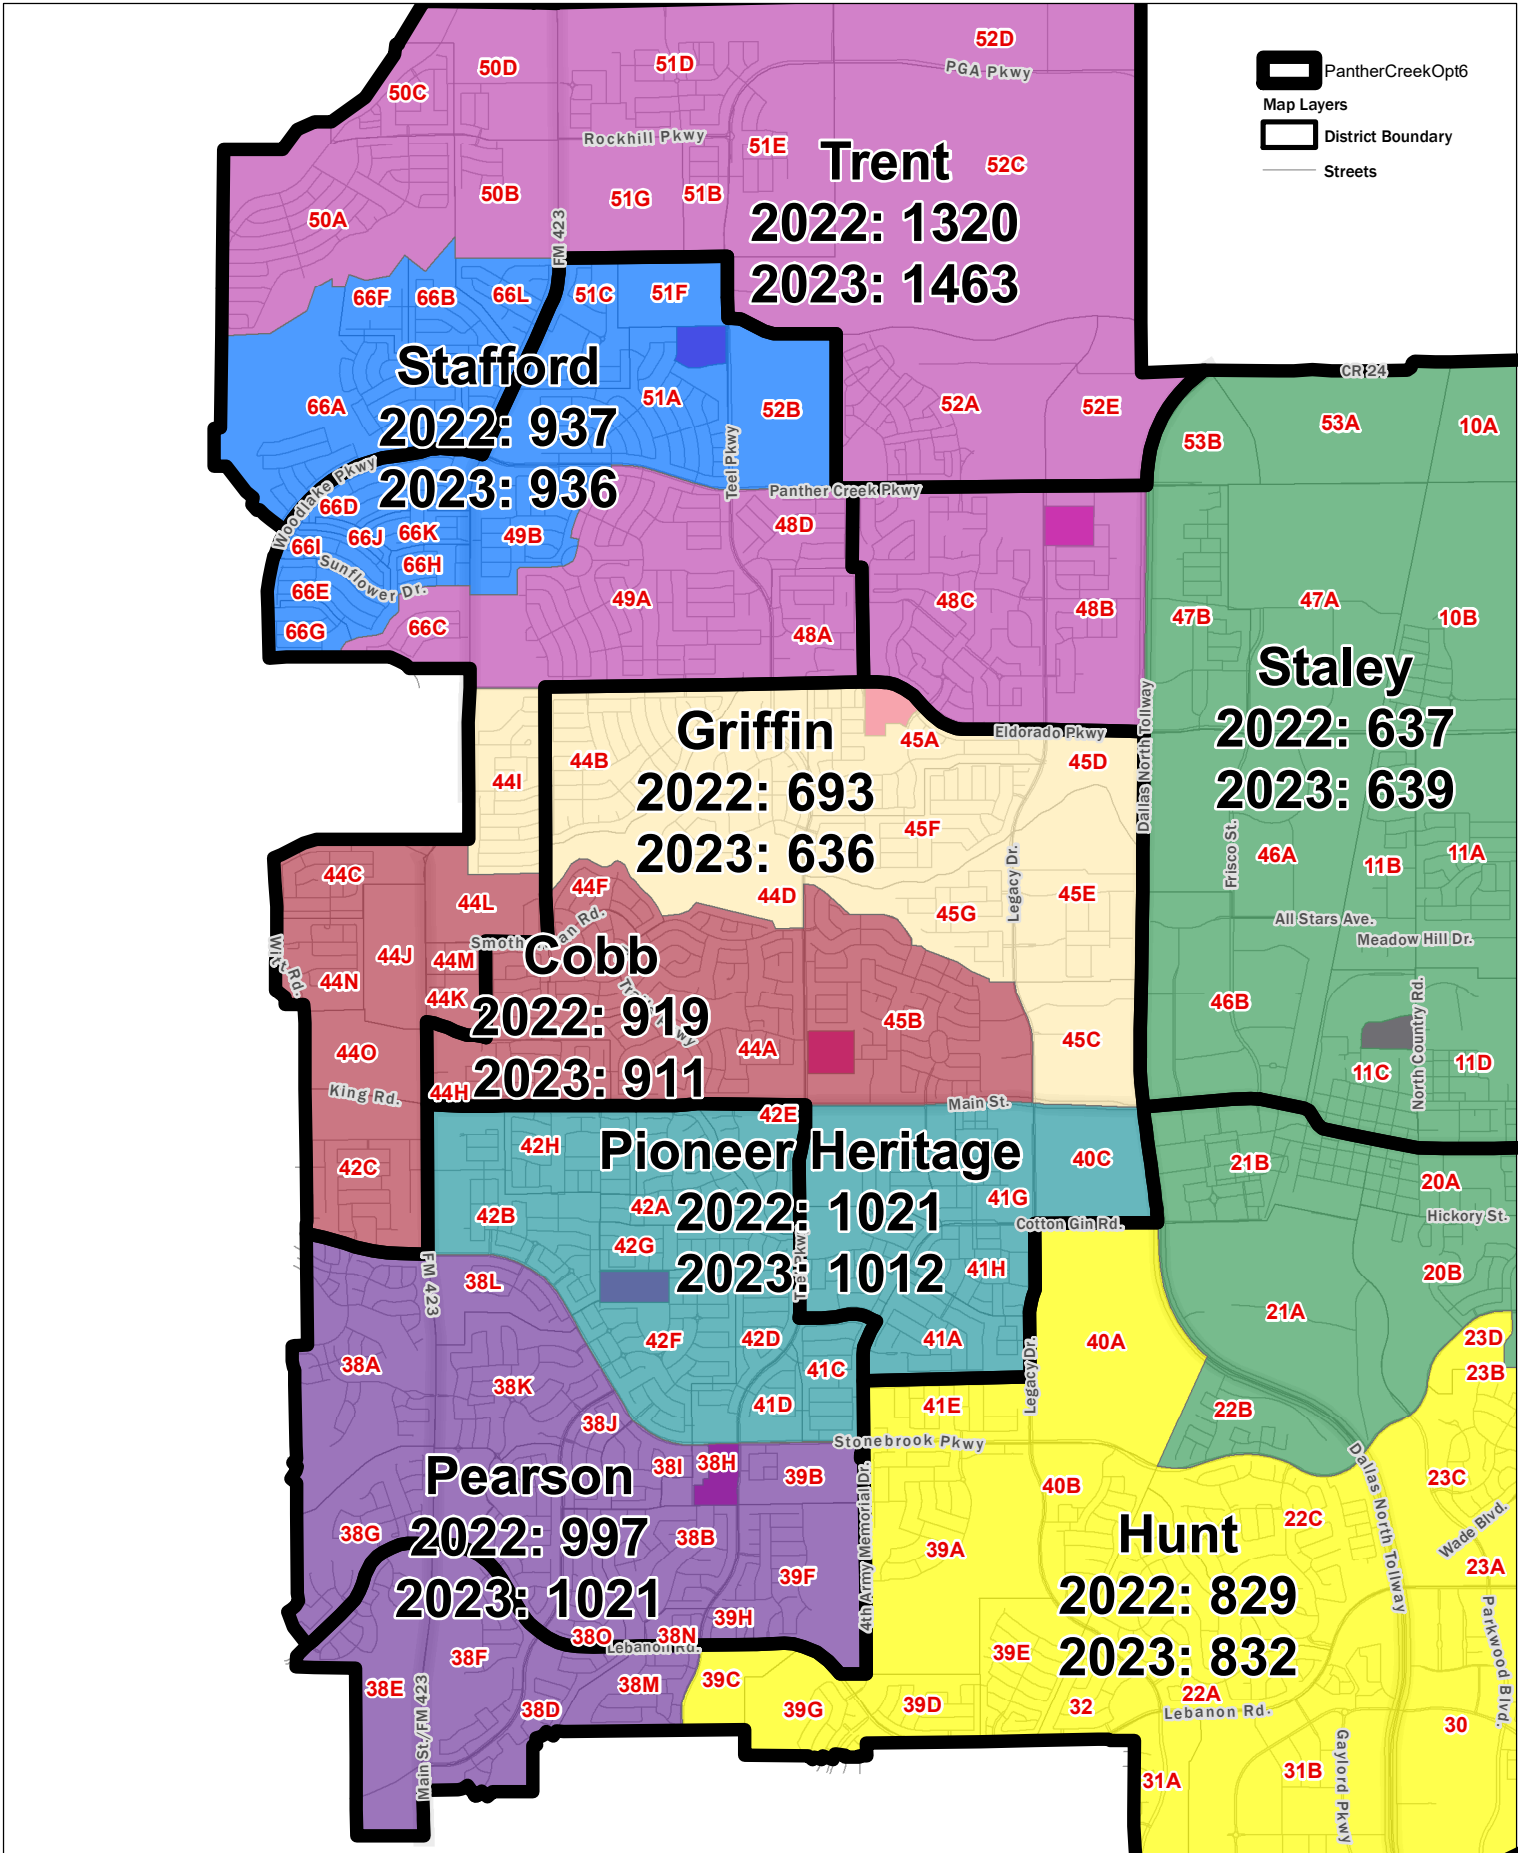 PantherCreekOpt6
Map Layers
District Boundary
Streets
52D
50D
51D
PGA Pkwy
50C
Rockhill Pkwy
51E
Trent
2022: 1320
2023: 1463
52C
50B
51G
51B
50A
FM 423
66F
66B
66L
51C
51F
Stafford
2022: 937
2023: 936
66A
51A
52B
52A
52E
CR 24
53A
10A
53B
Teel Pkwy
Panther Creek Pkwy
Woodlake Pkwy
66D
66J
66K
49B
48D
66I
66H
Sunflower Dr.
66E
66G
66C
49A
48A
48C
48B
47B
47A
10B
Staley
2022: 637
2023: 639
Dallas North Tollway
Griffin
2022: 693
2023: 636
45A
Eldorado Pkwy
44B
45D
44I
45F
Legacy Dr.
Frisco St.
46A
11B
11A
44C
44F
44D
45E
44L
45G
All Stars Ave.
Meadow Hill Dr.
Cobb
2022: 919
2023: 911
Witt Rd.
44J
44M
44N
44K
46B
North Country Rd.
45B
45C
44O
44A
11C
11D
King Rd.
44H
Main St.
42E
Pioneer Heritage
2022: 1021
2023: 1012
42H
40C
21B
42C
20A
42B
42A
41G
Cotton Gin Rd.
Hickory St.
42G
41H
20B
FM 423
38L
21A
42F
42D
41A
40A
23D
38A
41C
23B
Legacy Dr.
38K
41D
41E
22B
38J
Stonebrook Pkwy
Pearson
2022: 997
2023: 1021
38I
38H
39B
40B
Dallas North Tollway
23C
38G
38B
4th Army Memorial Dr.
39A
Hunt
2022: 829
2023: 832
22C
Wade Blvd.
23A
39F
39H
Parkwood Blvd.
38O
38N
Lebanon Rd.
38F
39E
38E
38M
39C
38D
39G
39D
32
22A
Lebanon Rd.
30
Main St./FM 423
31A
31B
Gaylord Pkwy